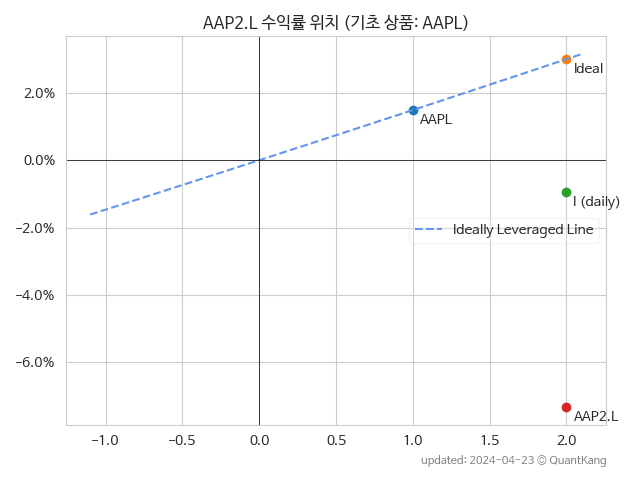 AAP2.L 수익률 위치 (기초 상품: AAPL)
2.0%
0.0%
−2.0%
−4.0%
−6.0%
Ideal
AAPL
I (daily)
Ideally Leveraged Line
AAP2.L
−1.0 −0.5 0.0 0.5 1.0 1.5 2.0
updated: 2024-04-23 © QuantKang